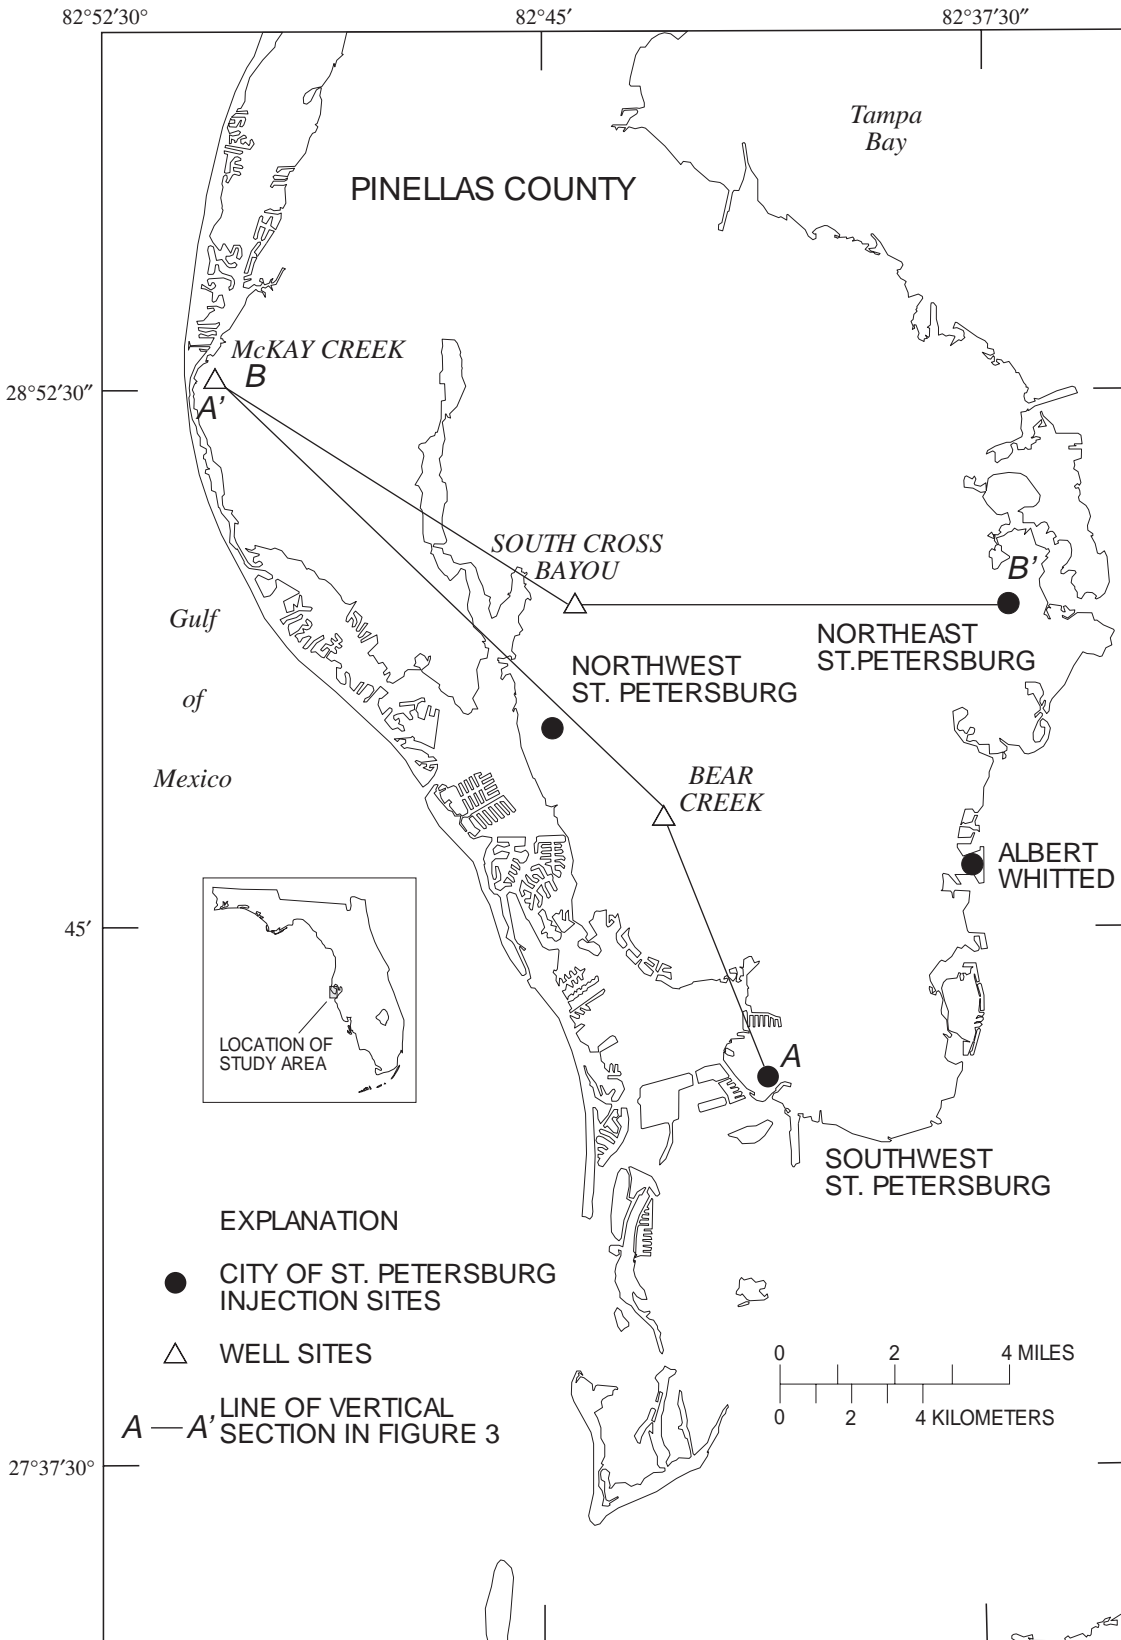 82°52′30″
82°45′
82°37′30″
Tampa
Bay
PINELLAS COUNTY
McKAY CREEK
B
28°52′30″
A'
SOUTH CROSS
BAYOU
B'
Gulf
of
Mexico
NORTHEAST
ST.PETERSBURG
NORTHWEST
ST. PETERSBURG
BEAR
CREEK
ALBERT
WHITTED
45′
LOCATION OF
STUDY AREA
A
SOUTHWEST
ST. PETERSBURG
EXPLANATION
CITY OF ST. PETERSBURG
INJECTION SITES
WELL SITES
A — A' LINE OF VERTICAL
SECTION IN FIGURE 3
0 2 4 MILES
0 2 4 KILOMETERS
27°37′30°